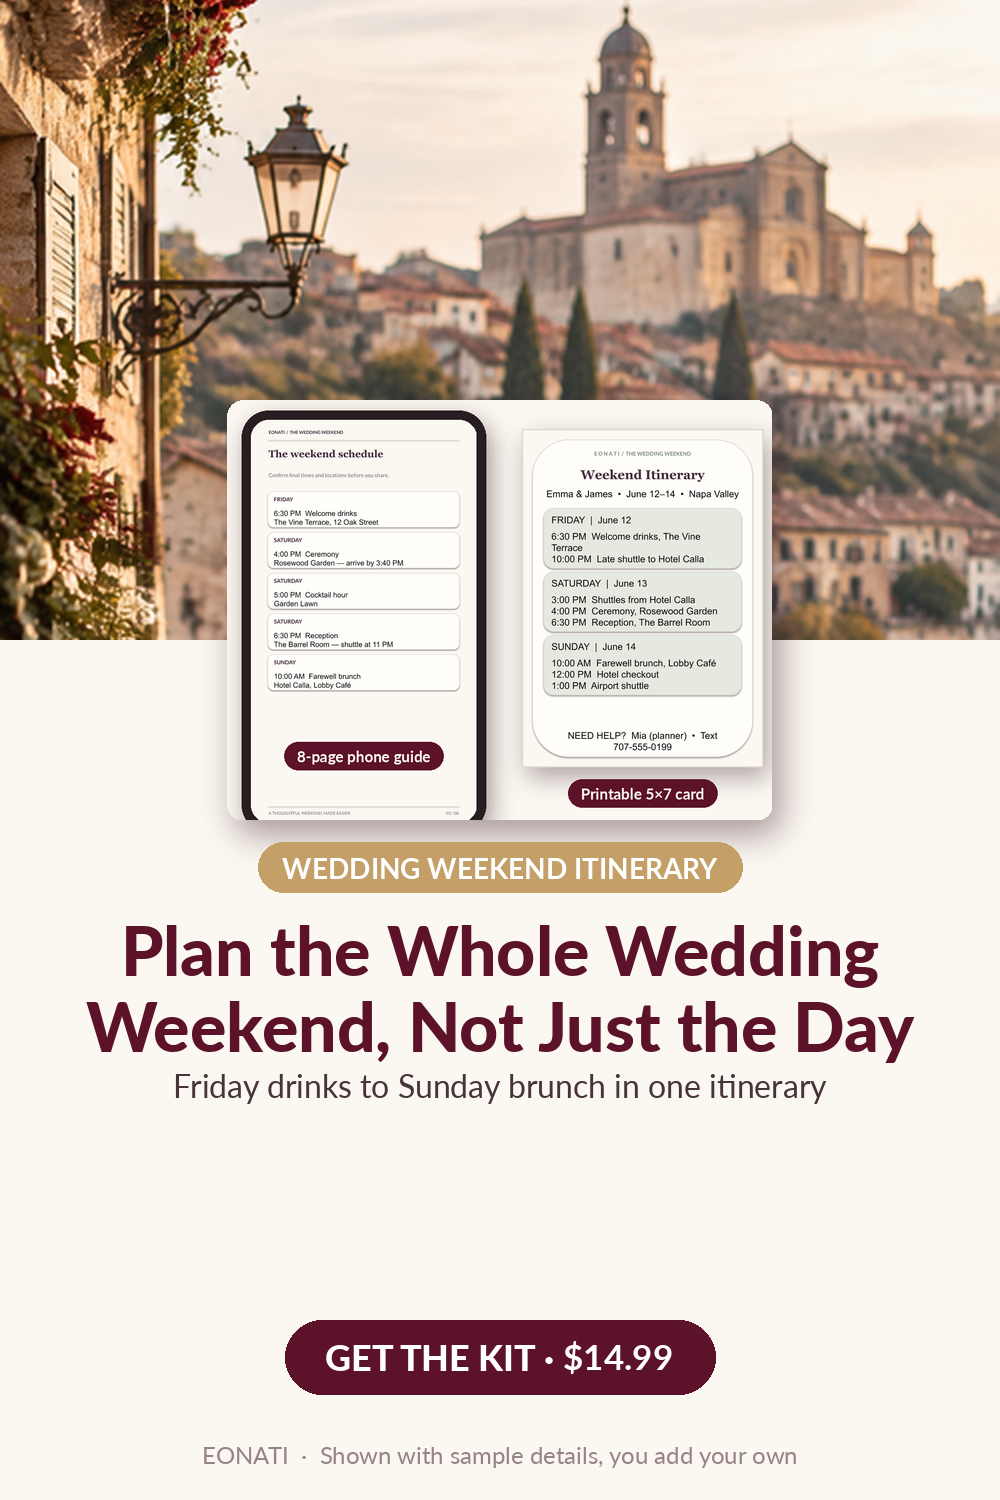 EONATI / THE WEDDING WEEKEND
The weekend schedule
Confirm final times and locations before you share.
FRIDAY
6:30 PM Welcome drinks
The Vine Terrace, 12 Oak Street
SATURDAY
4:00 PM Ceremony
Rosewood Garden — arrive by 3:40 PM
SATURDAY
5:00 PM Cocktail hour
Garden Lawn
SATURDAY
6:30 PM Reception
The Barrel Room — shuttle at 11 PM
SUNDAY
10:00 AM Farewell brunch
Hotel Calla, Lobby Café
8-page phone guide
A THOUGHTFUL WEEKEND, MADE EASIER
EONATI / THE WEDDING WEEKEND
Weekend Itinerary
Emma & James • June 12–14 • Napa Valley
FRIDAY | June 12
6:30 PM Welcome drinks, The Vine
Terrace
10:00 PM Late shuttle to Hotel Calla
SATURDAY | June 13
3:00 PM Shuttles from Hotel Calla
4:00 PM Ceremony, Rosewood Garden
6:30 PM Reception, The Barrel Room
SUNDAY | June 14
10:00 AM Farewell brunch, Lobby Café
12:00 PM Hotel checkout
1:00 PM Airport shuttle
NEED HELP? Mia (planner) • Text
707-555-0199
Printable 5×7 card
WEDDING WEEKEND ITINERARY
Plan the Whole Wedding
Weekend, Not Just the Day
Friday drinks to Sunday brunch in one itinerary
GET THE KIT · $14.99
EONATI · Shown with sample details, you add your own